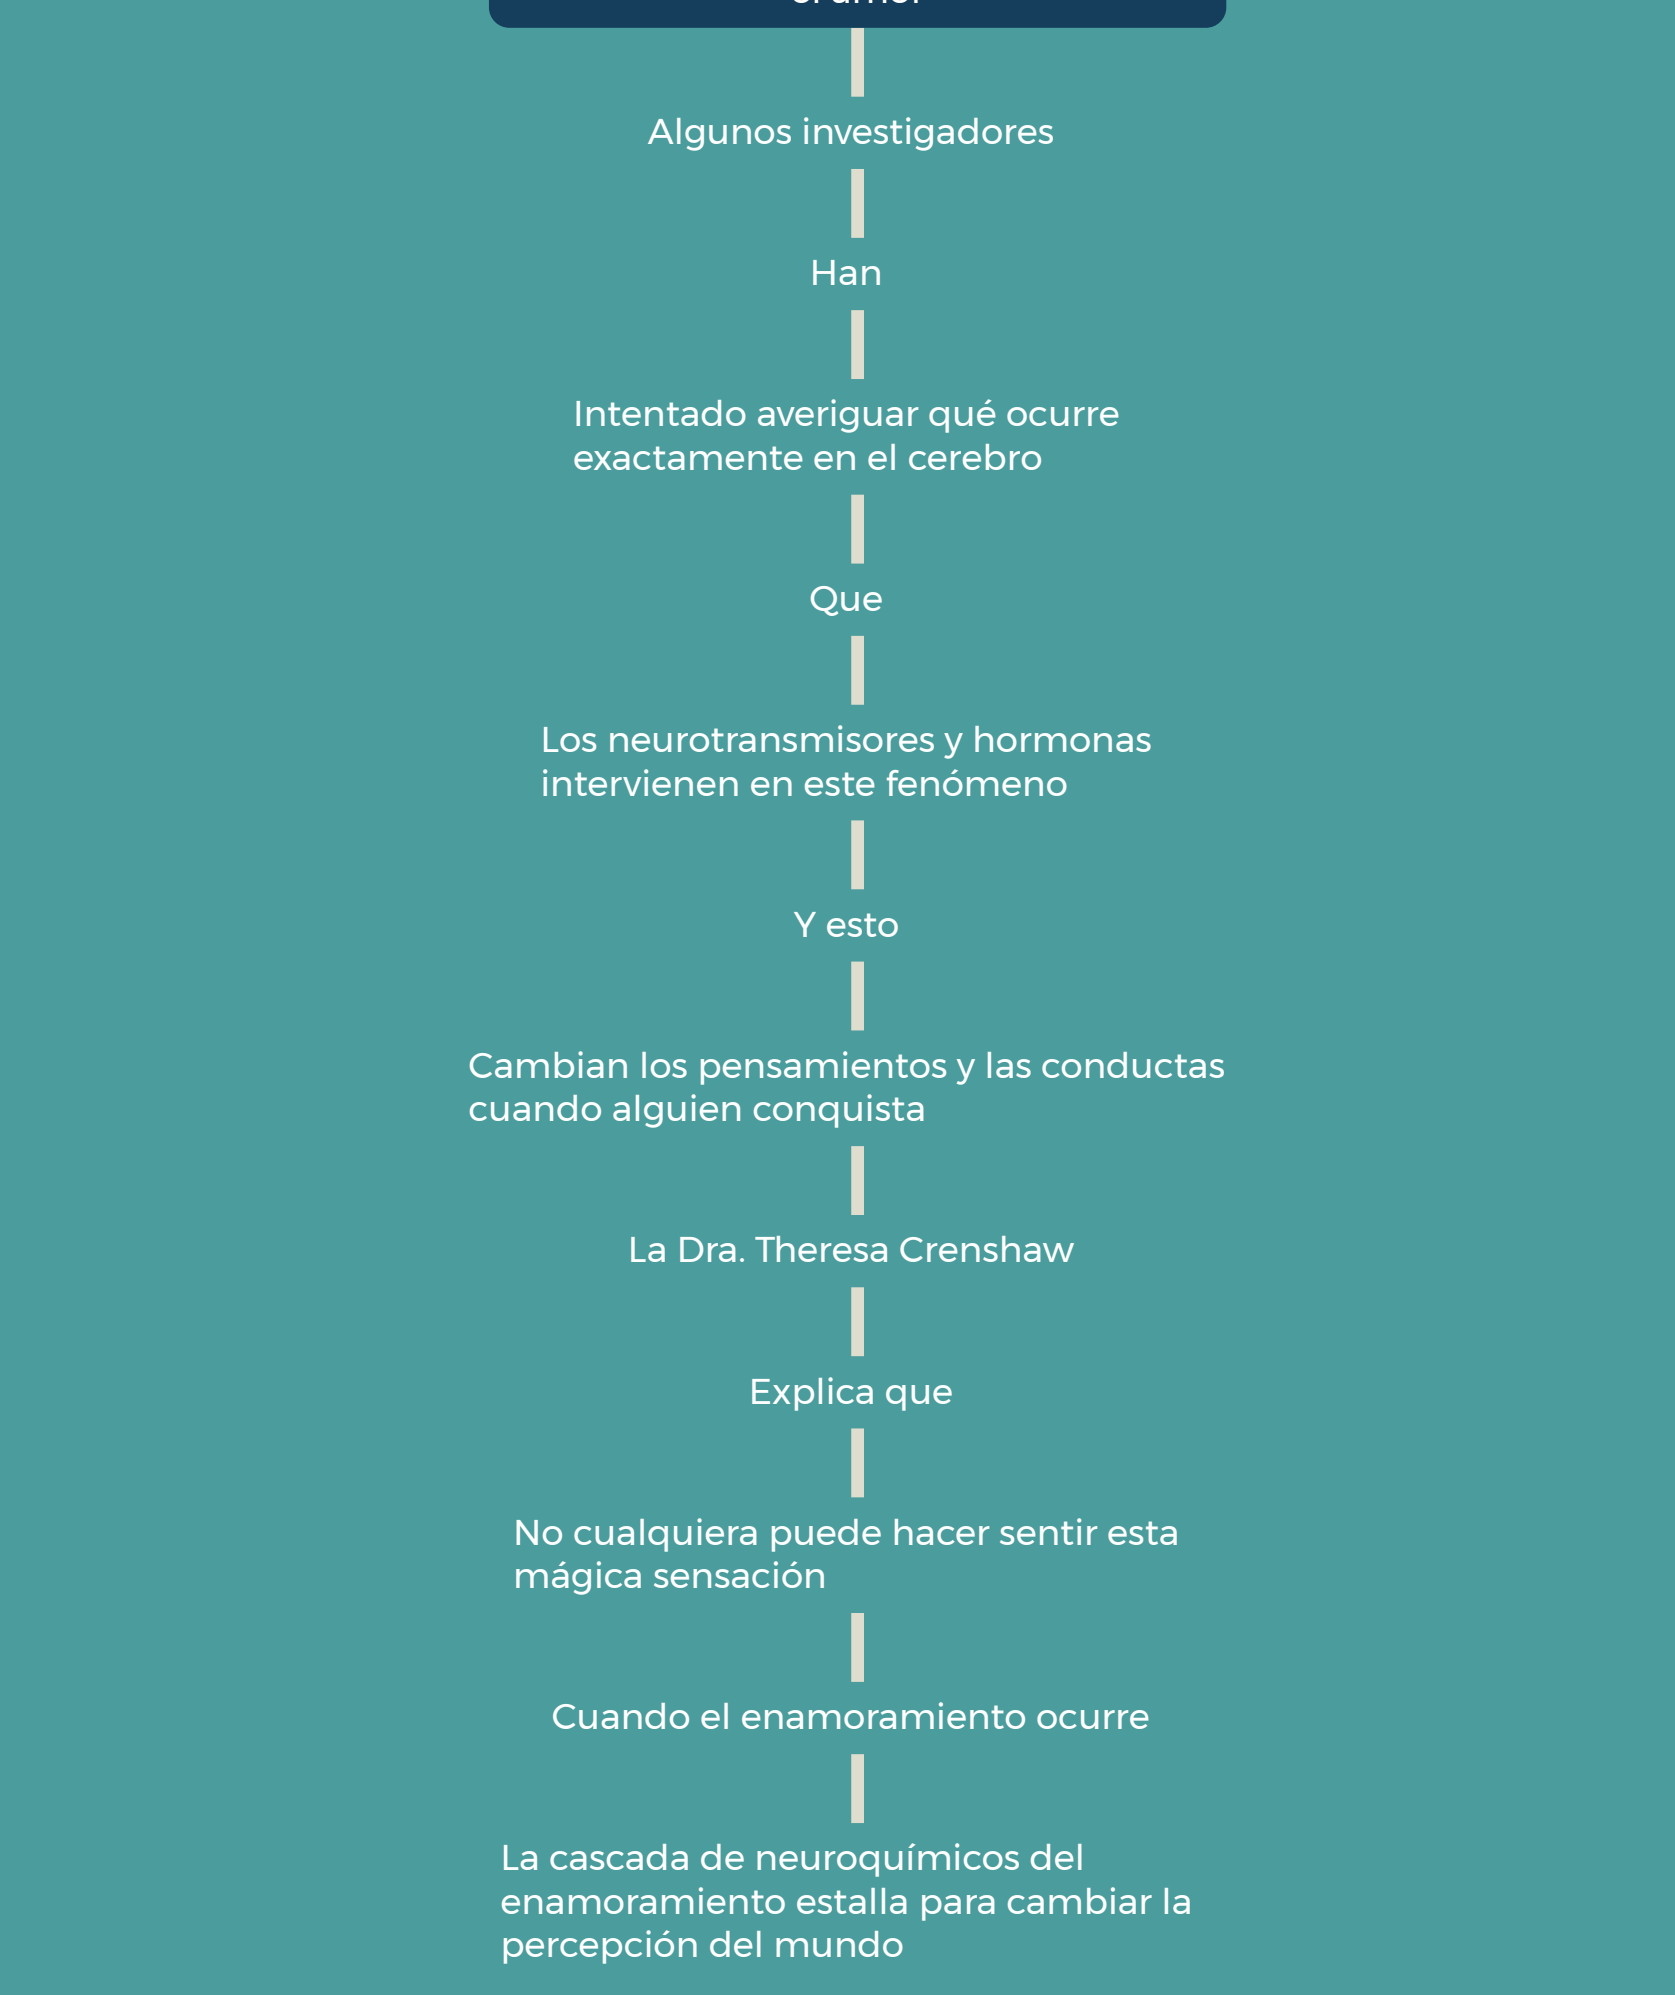 Algunos investigadores
Han
Intentado averiguar qué ocurre
exactamente en el cerebro
Que
Los neurotransmisores y hormonas
intervienen en este fenómeno
Y esto
Cambian los pensamientos y las conductas
cuando alguien conquista
La Dra. Theresa Crenshaw
Explica que
No cualquiera puede hacer sentir esta
mágica sensación
Cuando el enamoramiento ocurre
La cascada de neuroquímicos del
enamoramiento estalla para cambiar la
percepción del mundo